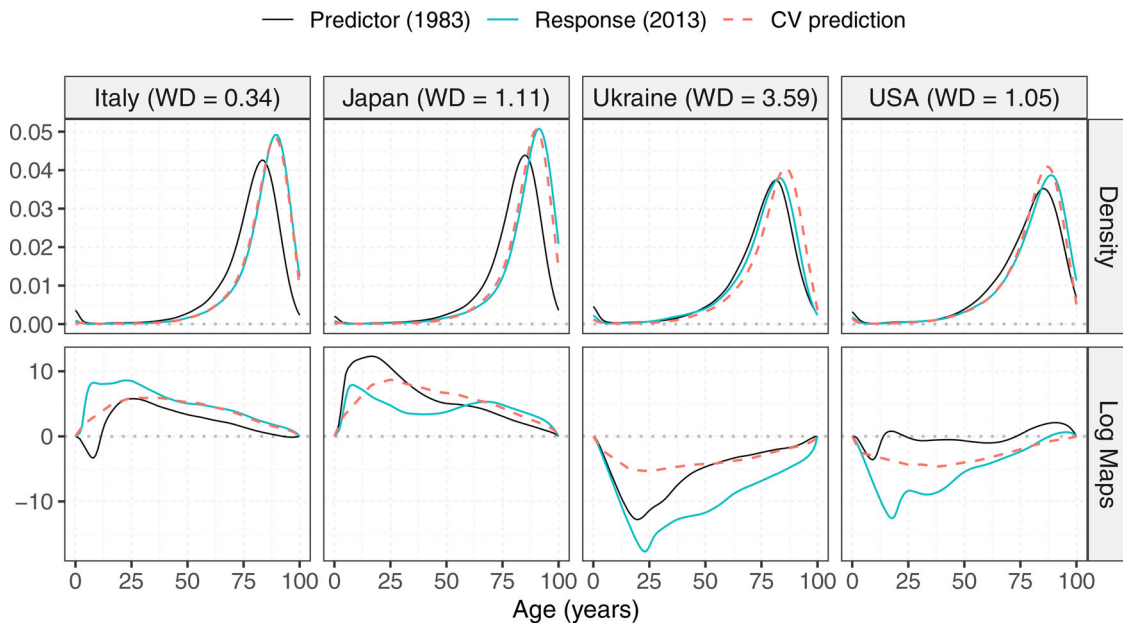 Predictor (1983) Response (2013) CV prediction
Italy (WD = 0.34) Japan (WD = 1.11) Ukraine (WD = 3.59) USA (WD = 1.05)
0.05
0.04
0.03
0.02
0.01
0.00
Density
10
0
−10
Log Maps
0 25 50 75 100 0 25 50 75 100 0 25 50 75 100 0 25 50 75 100
Age (years)